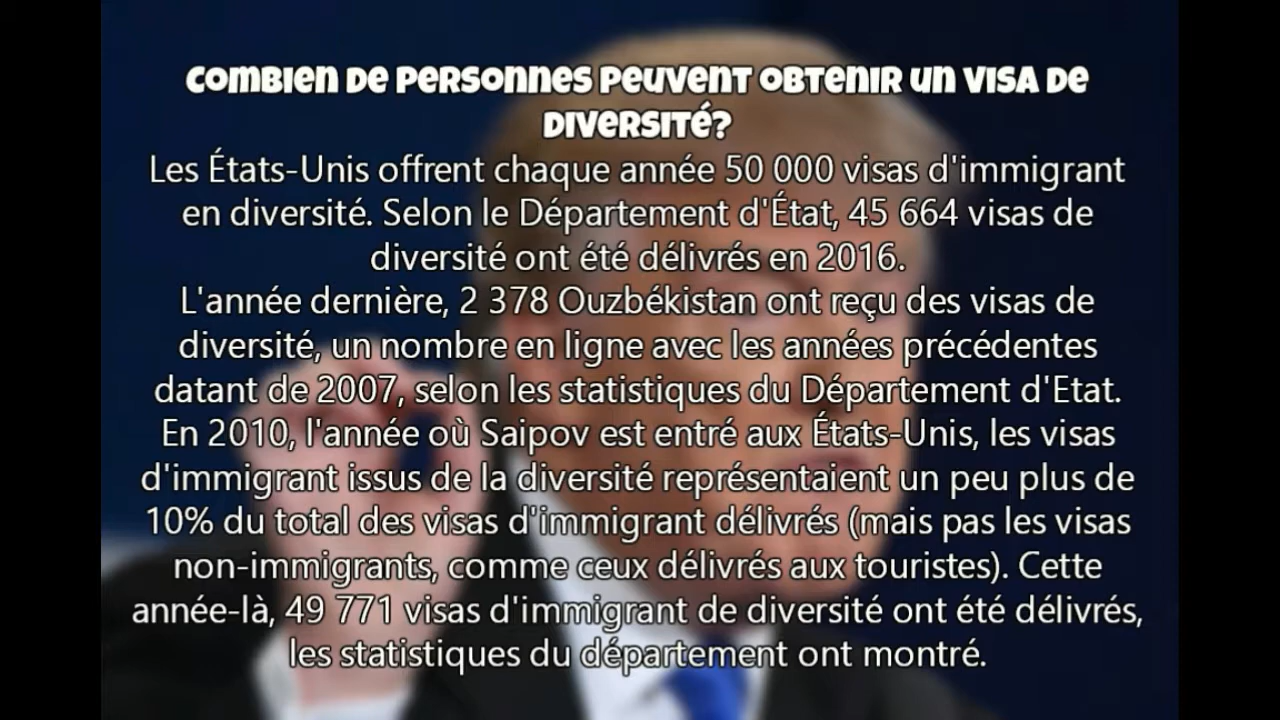 COMBIEN DE PERSONNES PEUVENT OBTENIR UN VISA DE
DIVERSITÉ?
Les États-Unis offrent chaque année 50 000 visas d'immigrant
en diversité. Selon le Département d'État, 45 664 visas de
diversité ont été délivrés en 2016.
L'année dernière, 2 378 Ouzbékistan ont reçu des visas de
diversité, un nombre en ligne avec les années précédentes
datant de 2007, selon les statistiques du Département d'Etat.
En 2010, l'année où Saipov est entré aux États-Unis, les visas
d'immigrant issus de la diversité représentaient un peu plus de
10% du total des visas d'immigrant délivrés (mais pas les visas
non-immigrants, comme ceux délivrés aux touristes). Cette
année-là, 49 771 visas d'immigrant de diversité ont été délivrés,
les statistiques du département ont montré.